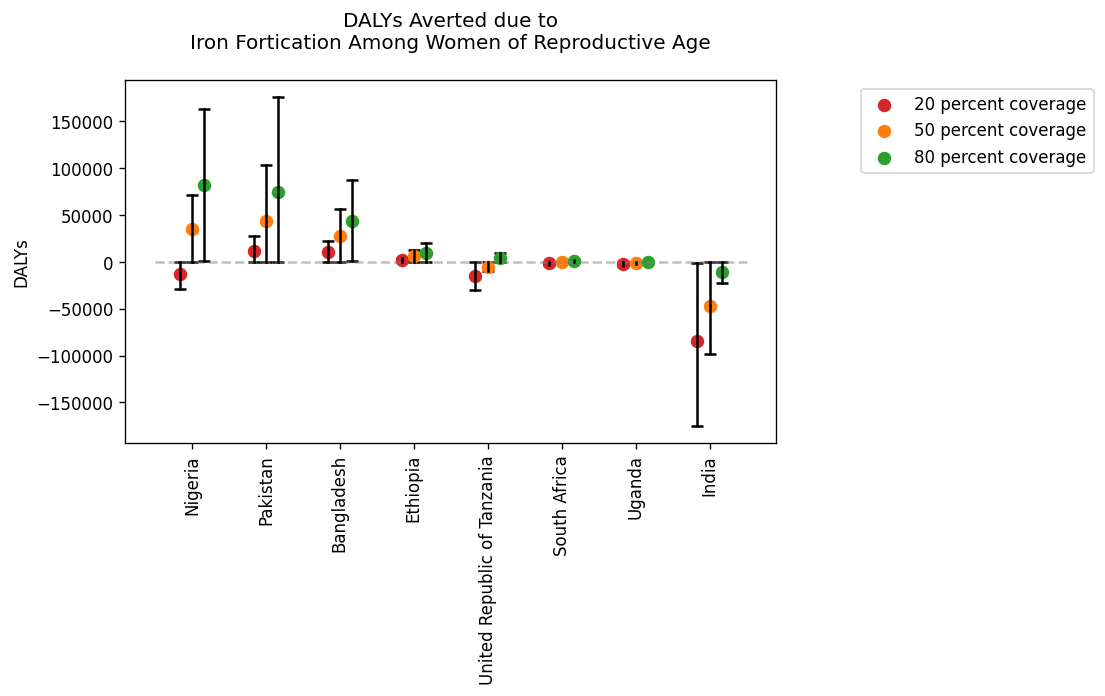 DALYs Averted due to
Iron Fortication Among Women of Reproductive Age
20 percent coverage
50 percent coverage
80 percent coverage
DALYs
150000
100000
50000
0
−50000
−100000
−150000
Nigeria
Pakistan
Bangladesh
Ethiopia
United Republic of Tanzania
South Africa
Uganda
India